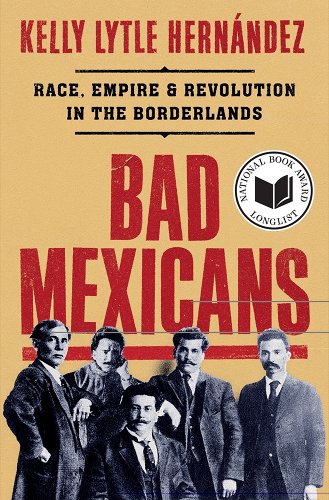 KELLY LYTLE HERNÁNDEZ
RACE, EMPIRE & REVOLUTION
IN THE BORDERLANDS
NATIONAL BOOK AWARD
LONGLIST
BAD
MEXICANS